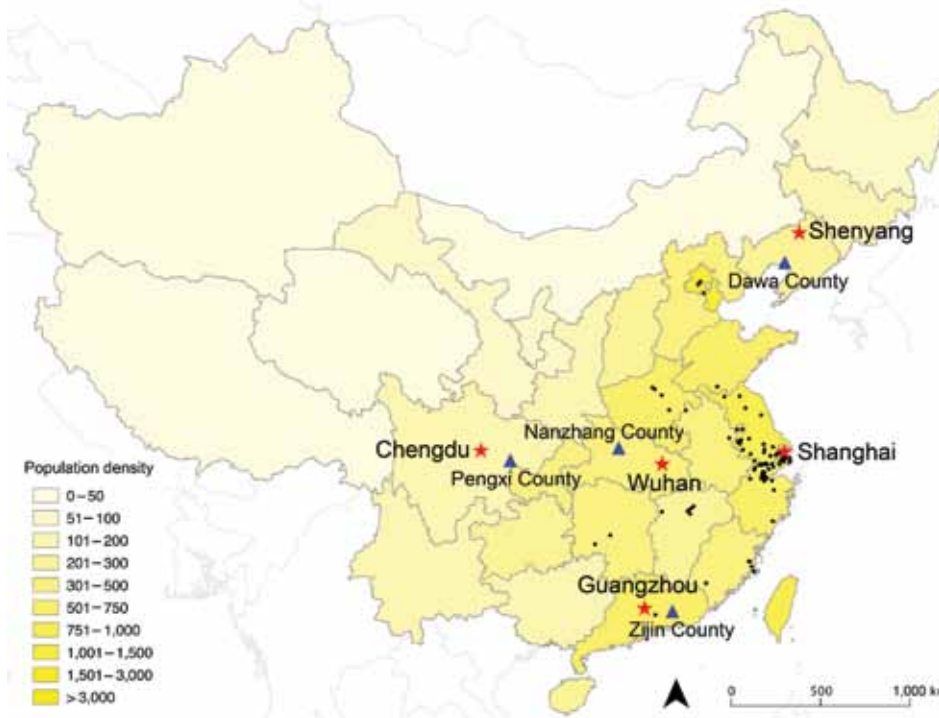 Shenyang
Dawa County
Nanzhang County
Chengdu
Shanghai
Pengxi County
Wuhan
Guangzhou
Zijin County
Population density
0–50
51–100
101–200
201–300
301–500
501–750
751–1,000
1,001–1,500
1,501–3,000
>3,000
0 500 1,000 k